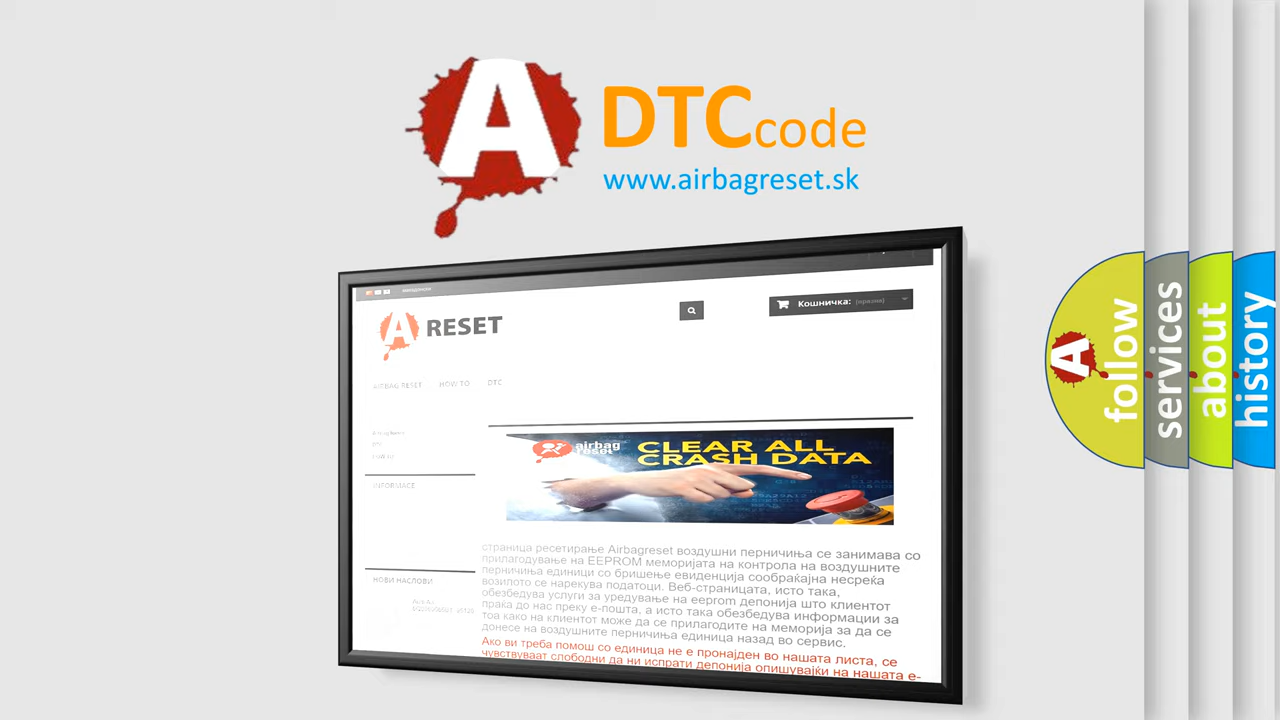 A DTCcode
www.airbagreset.sk
A RESET
Кошничка: (празни)
AIRBAG RESET HOW TO DTC
DTC
INFORMACE
airbag
reset
CLEAR ALL
CRASH DATA
страница ресетирање Airbagreset воздушни перничиња се занимава со
прилагодување на EEPROM меморијата на контрола на воздушните
перничиња единици со бришење евиденција сообраќајна несреќа
возилото се нарекува податоци. Веб-страницата, исто така,
обезбедува услуги за уредување на eeprom депонија што клиентот
праќа до нас преку е-пошта, а исто така обезбедува информации за
тоа како на клиентот може да се прилагодите на меморија за да се
донесе на воздушните перничиња единица назад во сервис.
Ако ви треба помош со единица не е пронајден во нашата листа, се
чувствуваат слободни да ни испрати депонија опишувајќи на нашата е-
НОВИ НАСЛОВИ
A follow
services
about
history